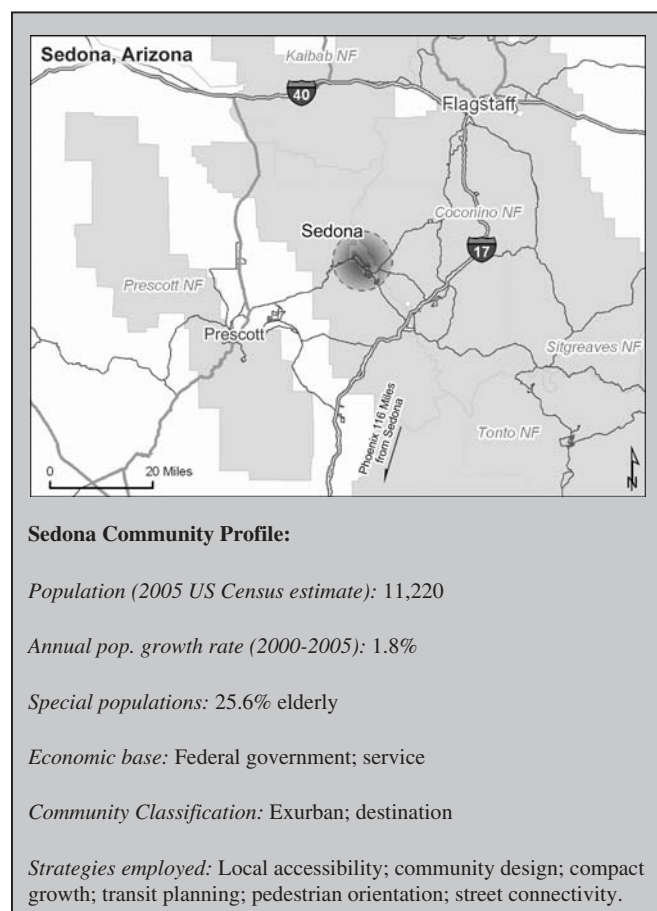 Sedona, Arizona
Kaibab NF
40
Flagstaff
Coconino NF
Sedona
17
Prescott NF
Prescott
Sitgreaves NF
Tonto NF
Phoenix 116 Miles
from Sedona
0 20 Miles
N
Sedona Community Profile:
Population (2005 US Census estimate): 11,220
Annual pop. growth rate (2000-2005): 1.8%
Special populations: 25.6% elderly
Economic base: Federal government; service
Community Classification: Exurban; destination
Strategies employed: Local accessibility; community design; compact
growth; transit planning; pedestrian orientation; street connectivity.